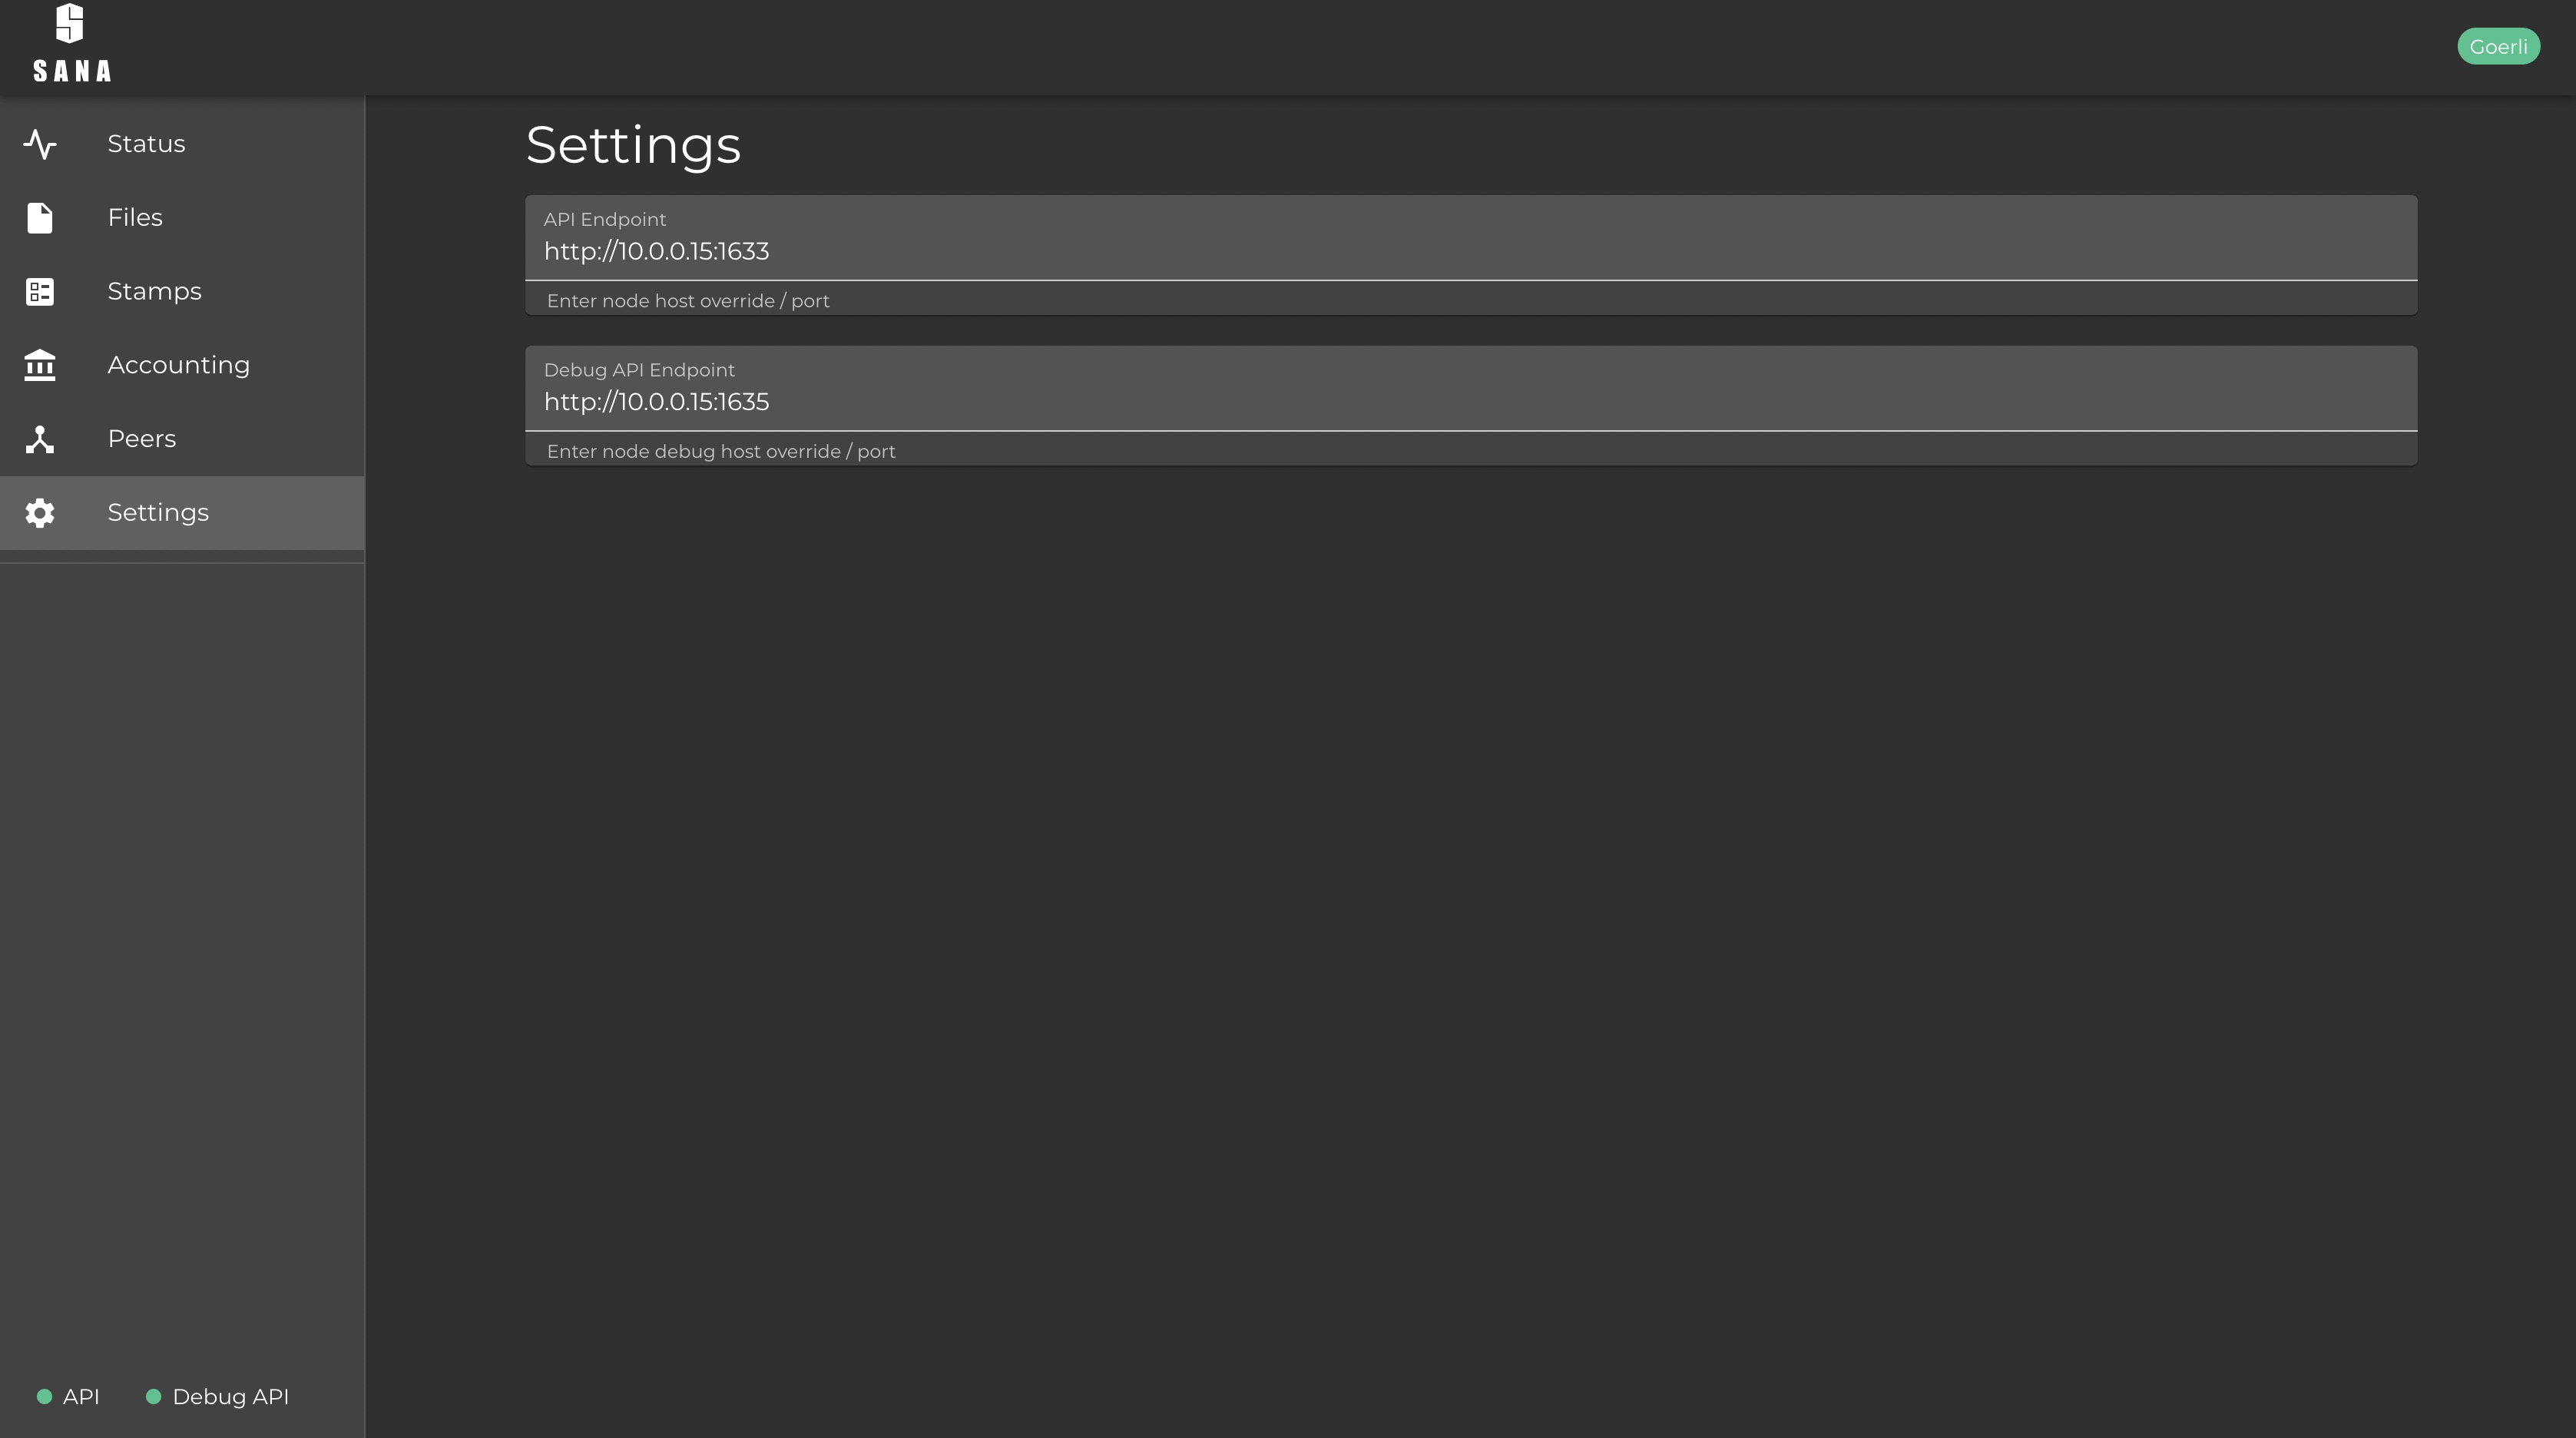 SANA
Goerli
Status
Files
Stamps
Accounting
Peers
Settings
API
Debug API
Settings
API Endpoint
http://10.0.0.15:1633
Enter node host override / port
Debug API Endpoint
http://10.0.0.15:1635
Enter node debug host override / port